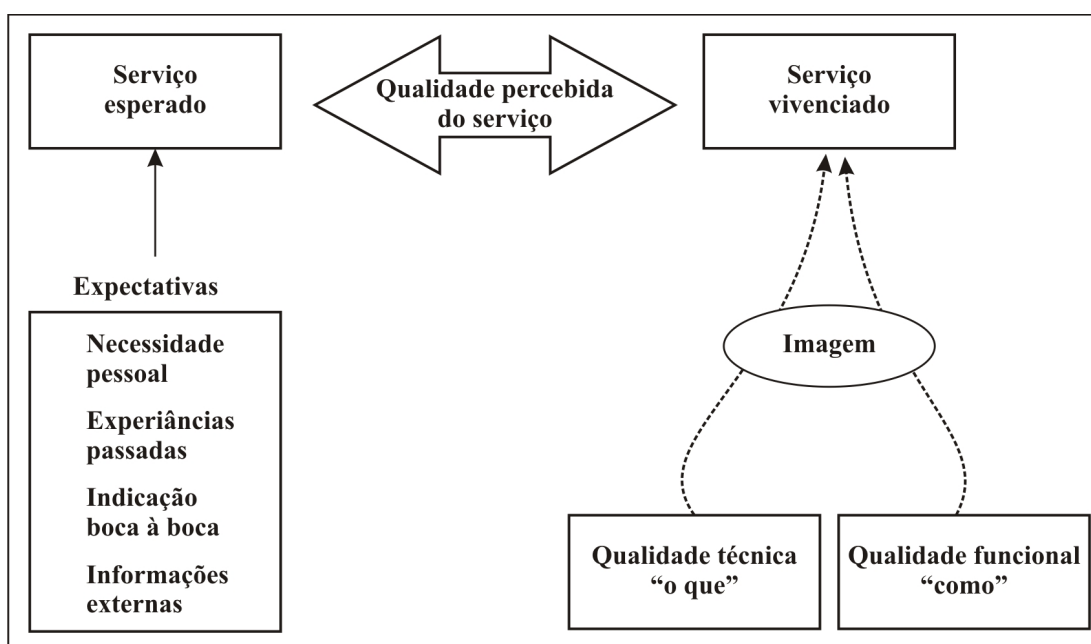 Serviço
esperado
Qualidade percebida
do serviço
Serviço
vivenciado
Expectativas
Necessidade
pessoal
Experiâncias
passadas
Indicação
boca à boca
Informações
externas
Imagem
Qualidade técnica
“o que”
Qualidade funcional
“como”